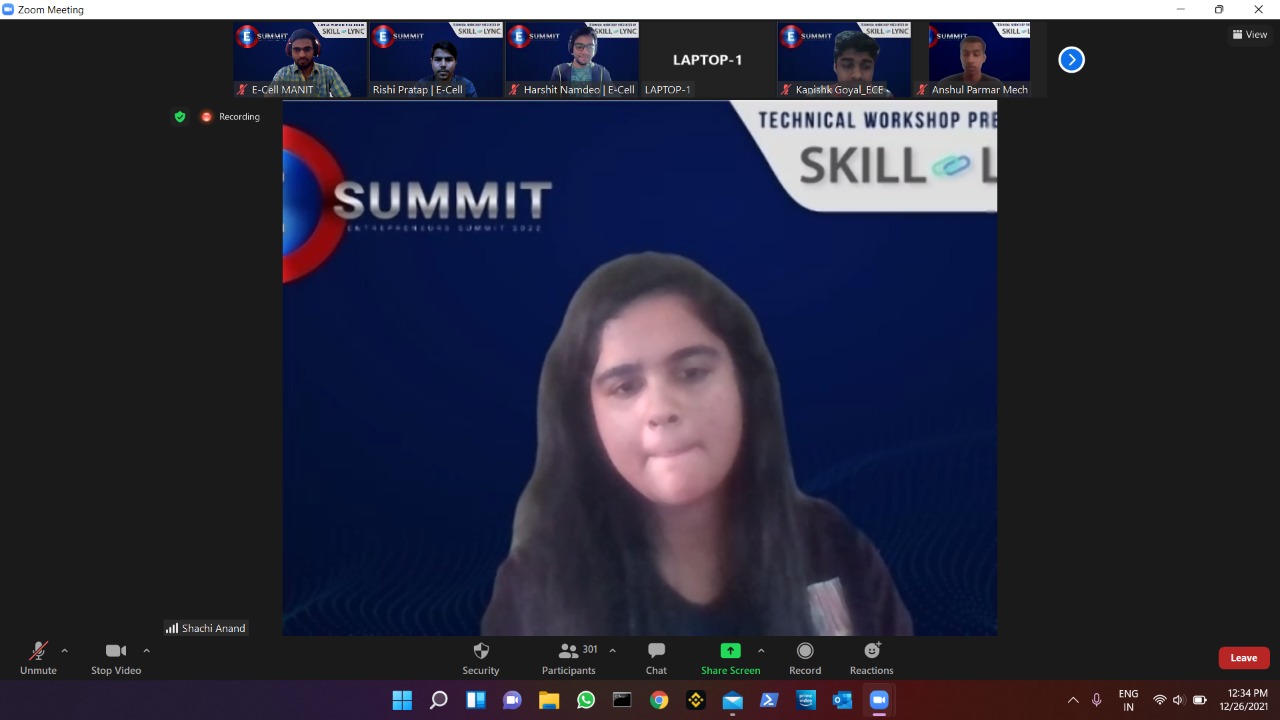 Zoom Meeting
View
SUMMIT
SKILL LYNC
E-Cell MANIT
SUMMIT
SKILL LYNC
Rishi Pratap | E-Cell
SUMMIT
SKILL LYNC
Harshit Namdeo | E-Cell
LAPTOP-1
LAPTOP-1
SUMMIT
SKILL LYNC
Kapishk Goyal_ECE
SUMMIT
SKILL L
Anshul Parmar Mech
Recording
TECHNICAL WORKSHOP PRE
SKILL L
SUMMIT
ENTREPRENEURS SUMMIT 2022
Shachi Anand
Unmute
Stop Video
Security
301
Participants
Chat
Share Screen
Record
Reactions
Leave
prime video
ENG
IN
12:34 PM
12/26/2021